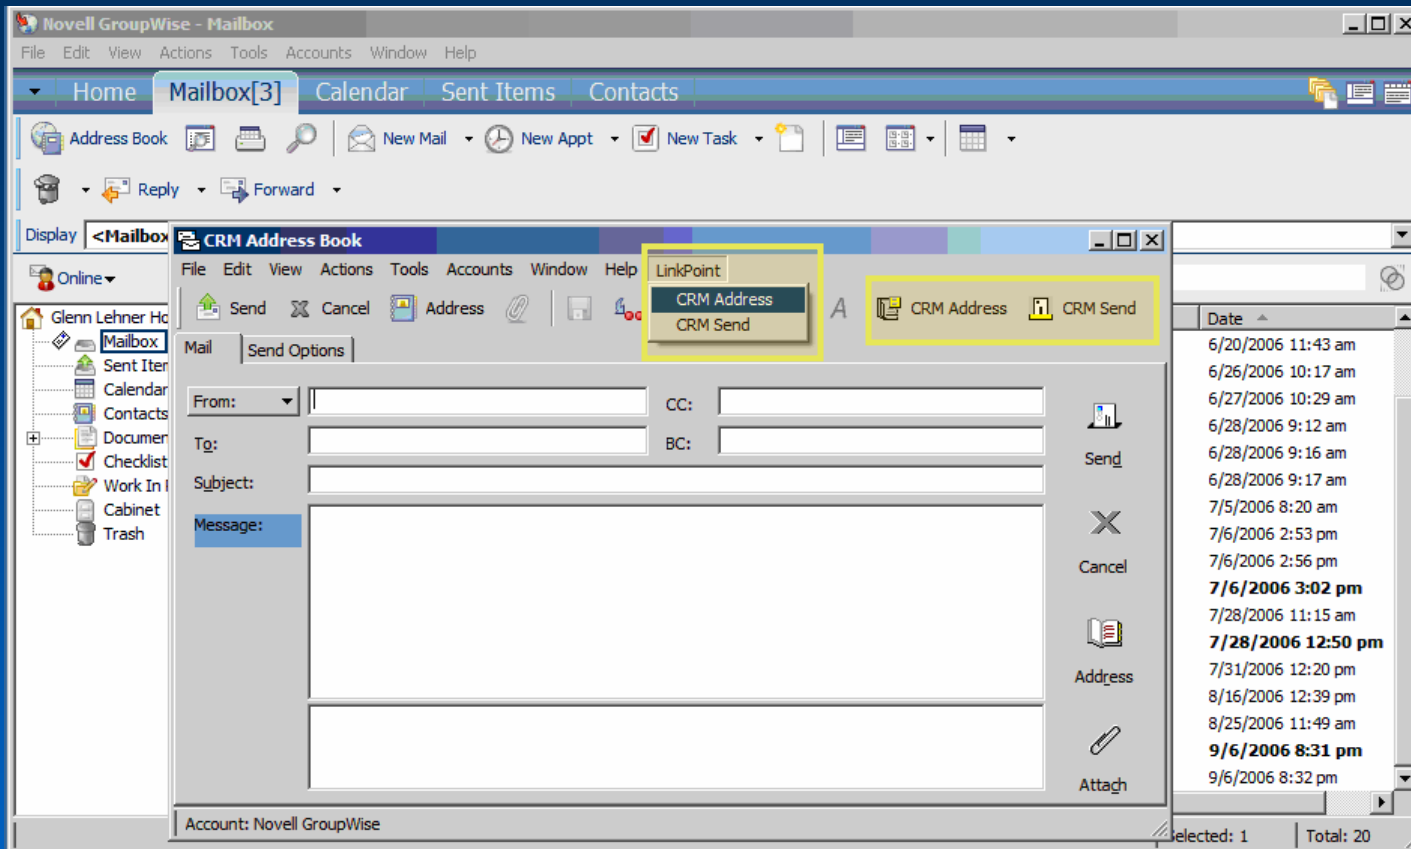 Novell GroupWise - Mailbox
File Edit View Actions Tools Accounts Window Help
Home Mailbox[3] Calendar Sent Items Contacts
Address Book New Mail New Appt New Task
Reply Forward
Display <Mailbox
Online
Glenn Lehner Ho
Mailbox
Sent Iter
Calendar
Contacts
Documen
Checklist
Work In
Cabinet
Trash
CRM Address Book
File Edit View Actions Tools Accounts Window Help LinkPoint
CRM Address
CRM Send
Send Cancel Address A CRM Address CRM Send
Mail Send Options
From: CC:
To: BC:
Subject:
Message:
Send
Cancel
Address
Attach
Account: Novell GroupWise
Date
6/20/2006 11:43 am
6/26/2006 10:17 am
6/27/2006 10:29 am
6/28/2006 9:12 am
6/28/2006 9:16 am
6/28/2006 9:17 am
7/5/2006 8:20 am
7/6/2006 2:53 pm
7/6/2006 2:56 pm
7/6/2006 3:02 pm
7/28/2006 11:15 am
7/28/2006 12:50 pm
7/31/2006 12:20 pm
8/16/2006 12:39 pm
8/25/2006 11:49 am
9/6/2006 8:31 pm
9/6/2006 8:32 pm
elected: 1 Total: 20